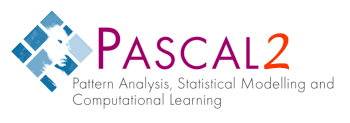 PASCAL2
Pattern Analysis, Statistical Modelling and
Computational Learning